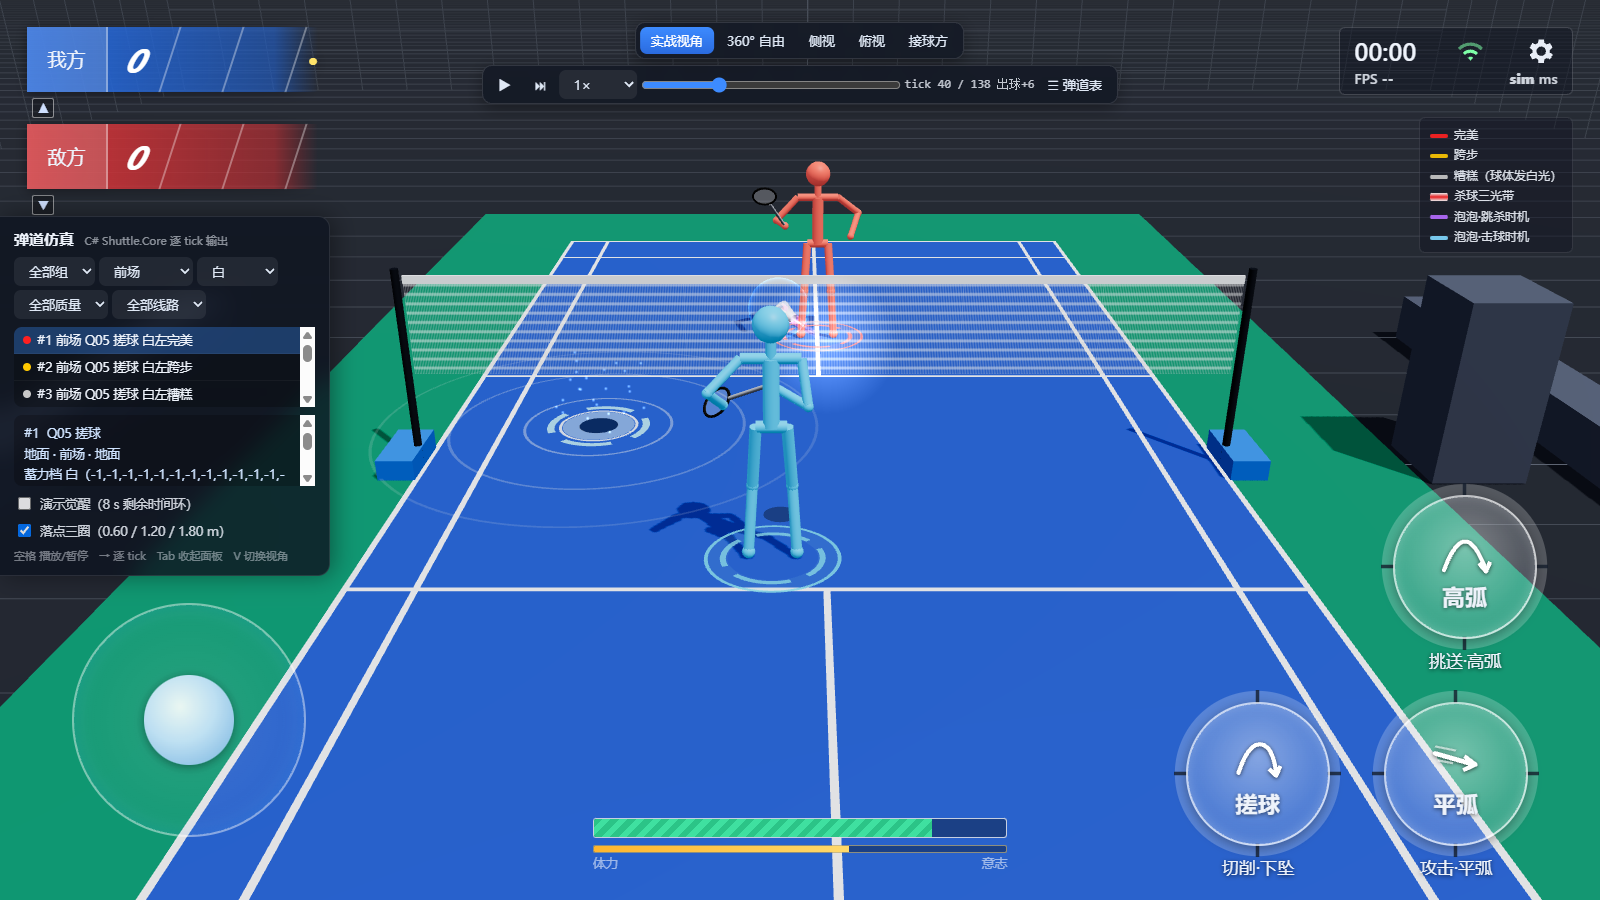 我方
0
敌方
0
▲
▼
实战视角 360° 自由 侧视 俯视 接球方
1× tick 40 / 138 出球+6 ☰ 弹道表
00:00
FPS --
sim ms
完美
跨步
糟糕（球体发白光）
杀球三光带
泡泡·跳杀时机
泡泡·击球时机
弹道仿真 C# Shuttle.Core 逐 tick 输出
全部组 前场 白
全部质量 全部线路
#1 前场 Q05 搓球 白左完美
#2 前场 Q05 搓球 白左跨步
#3 前场 Q05 搓球 白左糟糕
#1 Q05 搓球
地面 · 前场 · 地面
蓄力档 白（-1,-1,-1,-1,-1,-1,-1,-1,-1,-1,-1,-1,-
演示觉醒（8 s 剩余时间环）
落点三圈（0.60 / 1.20 / 1.80 m）
空格 播放/暂停 → 逐 tick Tab 收起面板 V 切换视角
高弧
挑送·高弧
搓球
切削·下坠
平弧
攻击·平弧
体力 意志